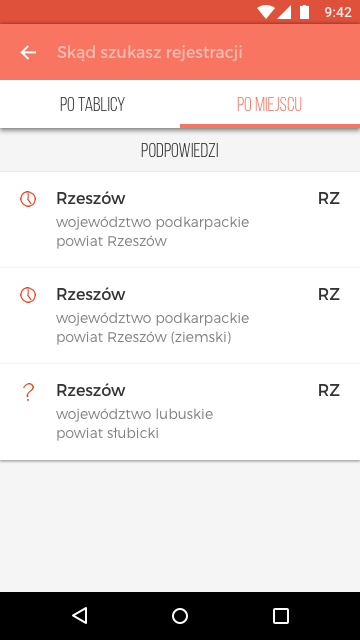 9:42
Skąd szukasz rejestracji
PO TABLICY
PO MIEJSCU
PODPOWIEDZI
Rzeszów RZ
województwo podkarpackie
powiat Rzeszów
Rzeszów RZ
województwo podkarpackie
powiat Rzeszów (ziemski)
Rzeszów RZ
województwo lubuskie
powiat słubicki